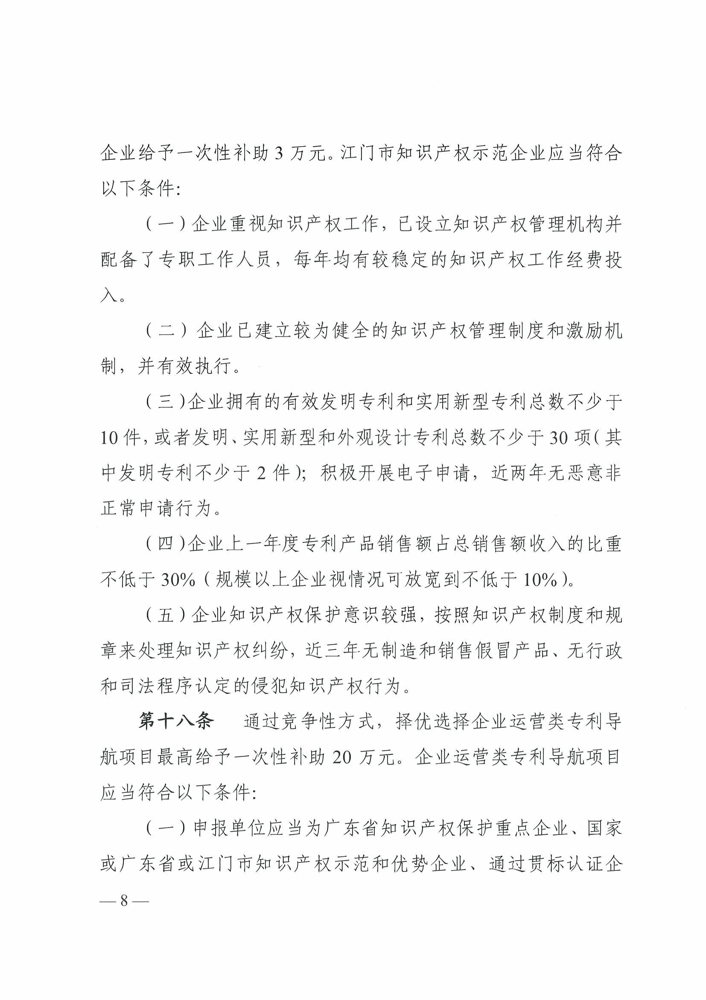 企业给予一次性补助 3 万元。江门市知识产权示范企业应当符合
以下条件：
（一）企业重视知识产权工作，已设立知识产权管理机构并
配备了专职工作人员，每年均有较稳定的知识产权工作经费投
入。
（二）企业已建立较为健全的知识产权管理制度和激励机
制，并有效执行。
（三）企业拥有的有效发明专利和实用新型专利总数不少于
10 件，或者发明、实用新型和外观设计专利总数不少于 30 项（其
中发明专利不少于 2 件）；积极开展电子申请，近两年无恶意非
正常申请行为。
（四）企业上一年度专利产品销售额占总销售额收入的比重
不低于 30%（规模以上企业视情况可放宽到不低于 10%）。
（五）企业知识产权保护意识较强，按照知识产权制度和规
章来处理知识产权纠纷，近三年无制造和销售假冒产品、无行政
和司法程序认定的侵犯知识产权行为。
第十八条 通过竞争性方式，择优选择企业运营类专利导
航项目最高给予一次性补助 20 万元。企业运营类专利导航项目
应当符合以下条件：
（一）申报单位应当为广东省知识产权保护重点企业、国家
或广东省或江门市知识产权示范和优势企业、通过贯标认证企
— 8 —